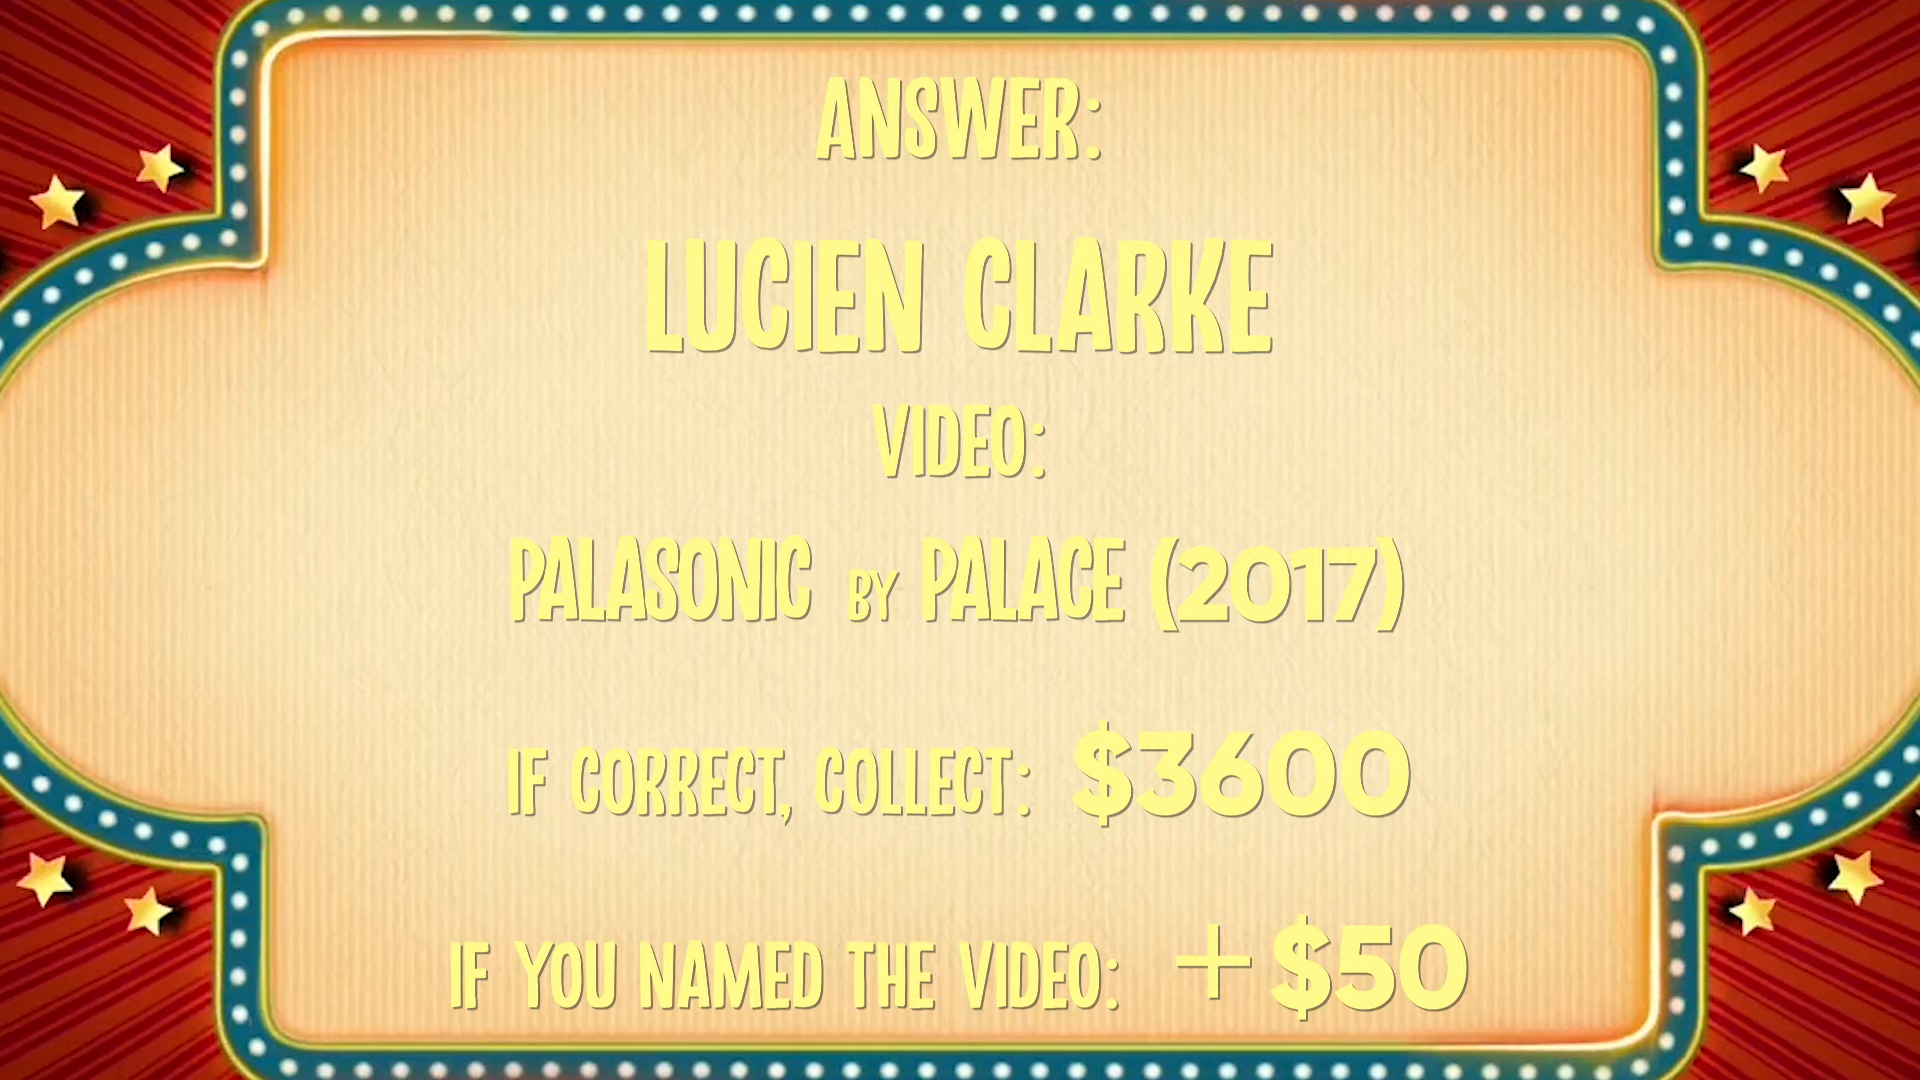 ANSWER:
LUCIEN CLARKE
VIDEO:
PALASONIC BY PALACE (2017)
IF CORRECT, COLLECT: $3600
IF YOU NAMED THE VIDEO: +$50